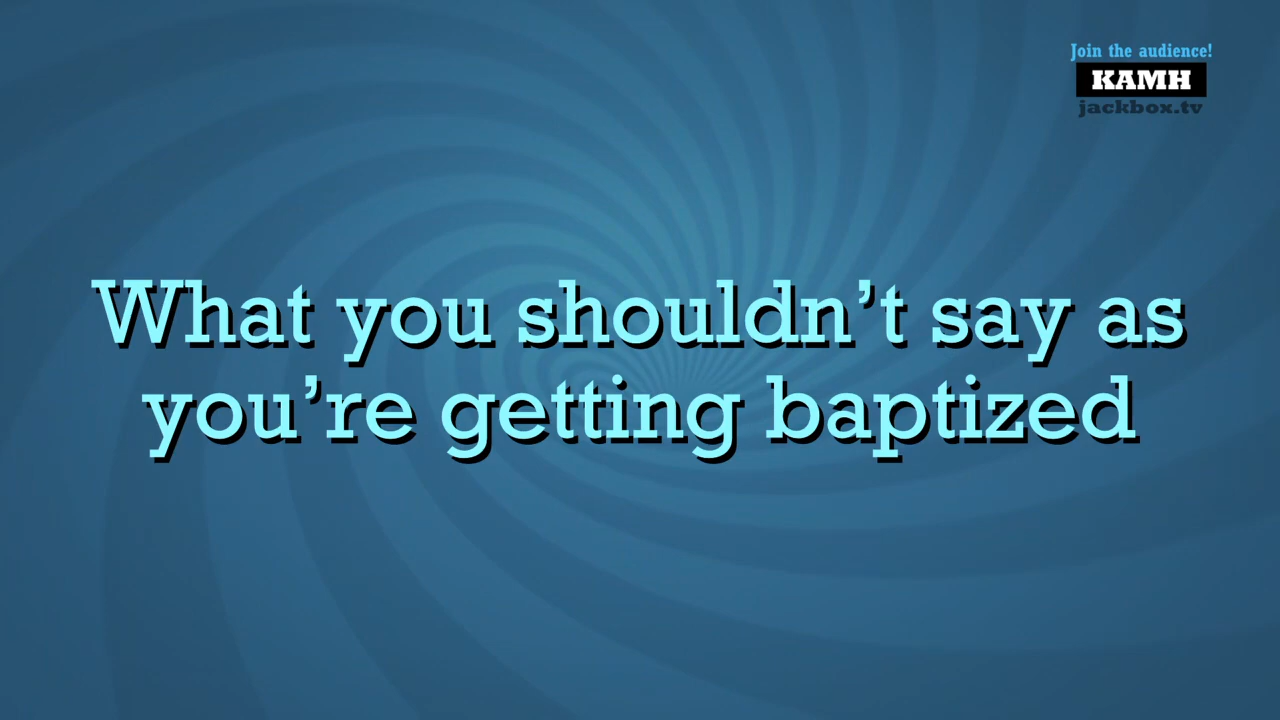 Join the audience!
KAMH
jackbox.tv
What you shouldn’t say as
you’re getting baptized